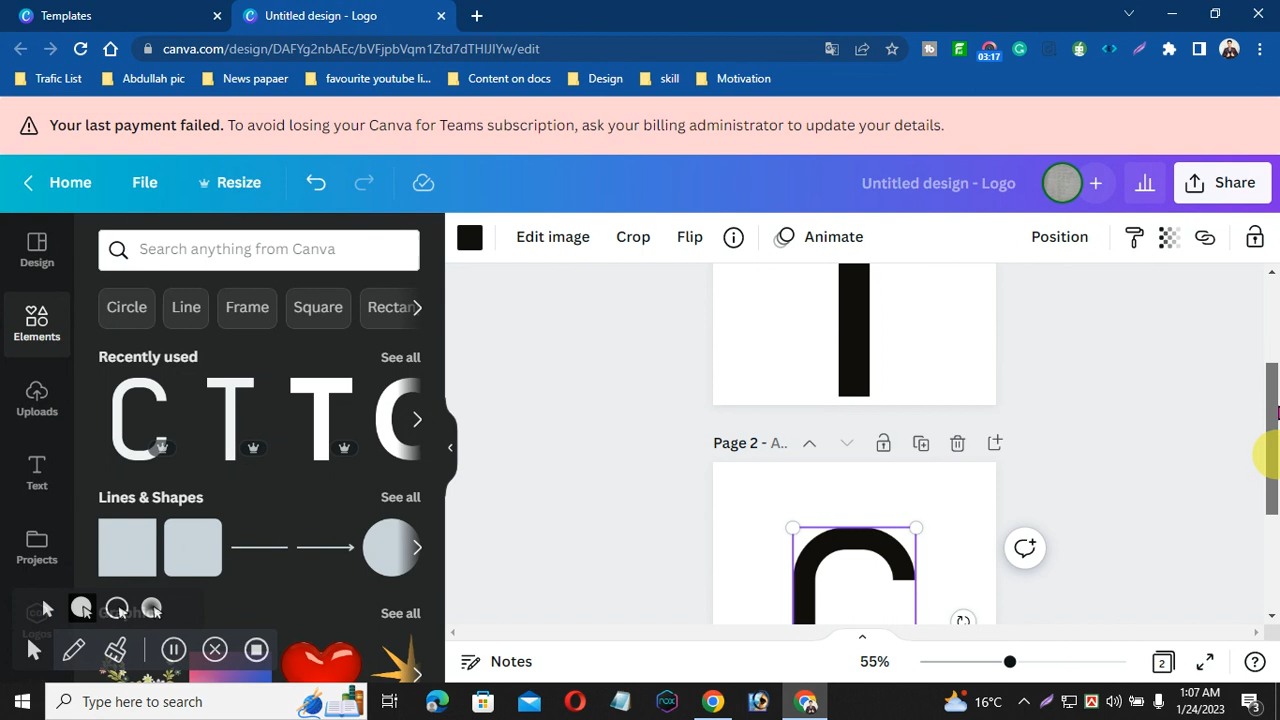 Templates
Untitled design - Logo
canva.com/design/DAFYg2nbAEc/bVFjpbVqm1Ztd7dTHIJIYw/edit
03:17
Trafic List
Abdullah pic
News papaer
favourite youtube li...
Content on docs
Design
skill
Motivation
Your last payment failed. To avoid losing your Canva for Teams subscription, ask your billing administrator to update your details.
Home
File
Resize
Untitled design - Logo
Share
Design
Search anything from Canva
Edit image
Crop
Flip
Animate
Position
Elements
Circle
Line
Frame
Square
Rectan
Recently used
See all
C T T
Uploads
Page 2 - A..
Text
Lines & Shapes
See all
Projects
See all
Notes
55%
2
Type here to search
16°C
1:07 AM
1/24/2023
3